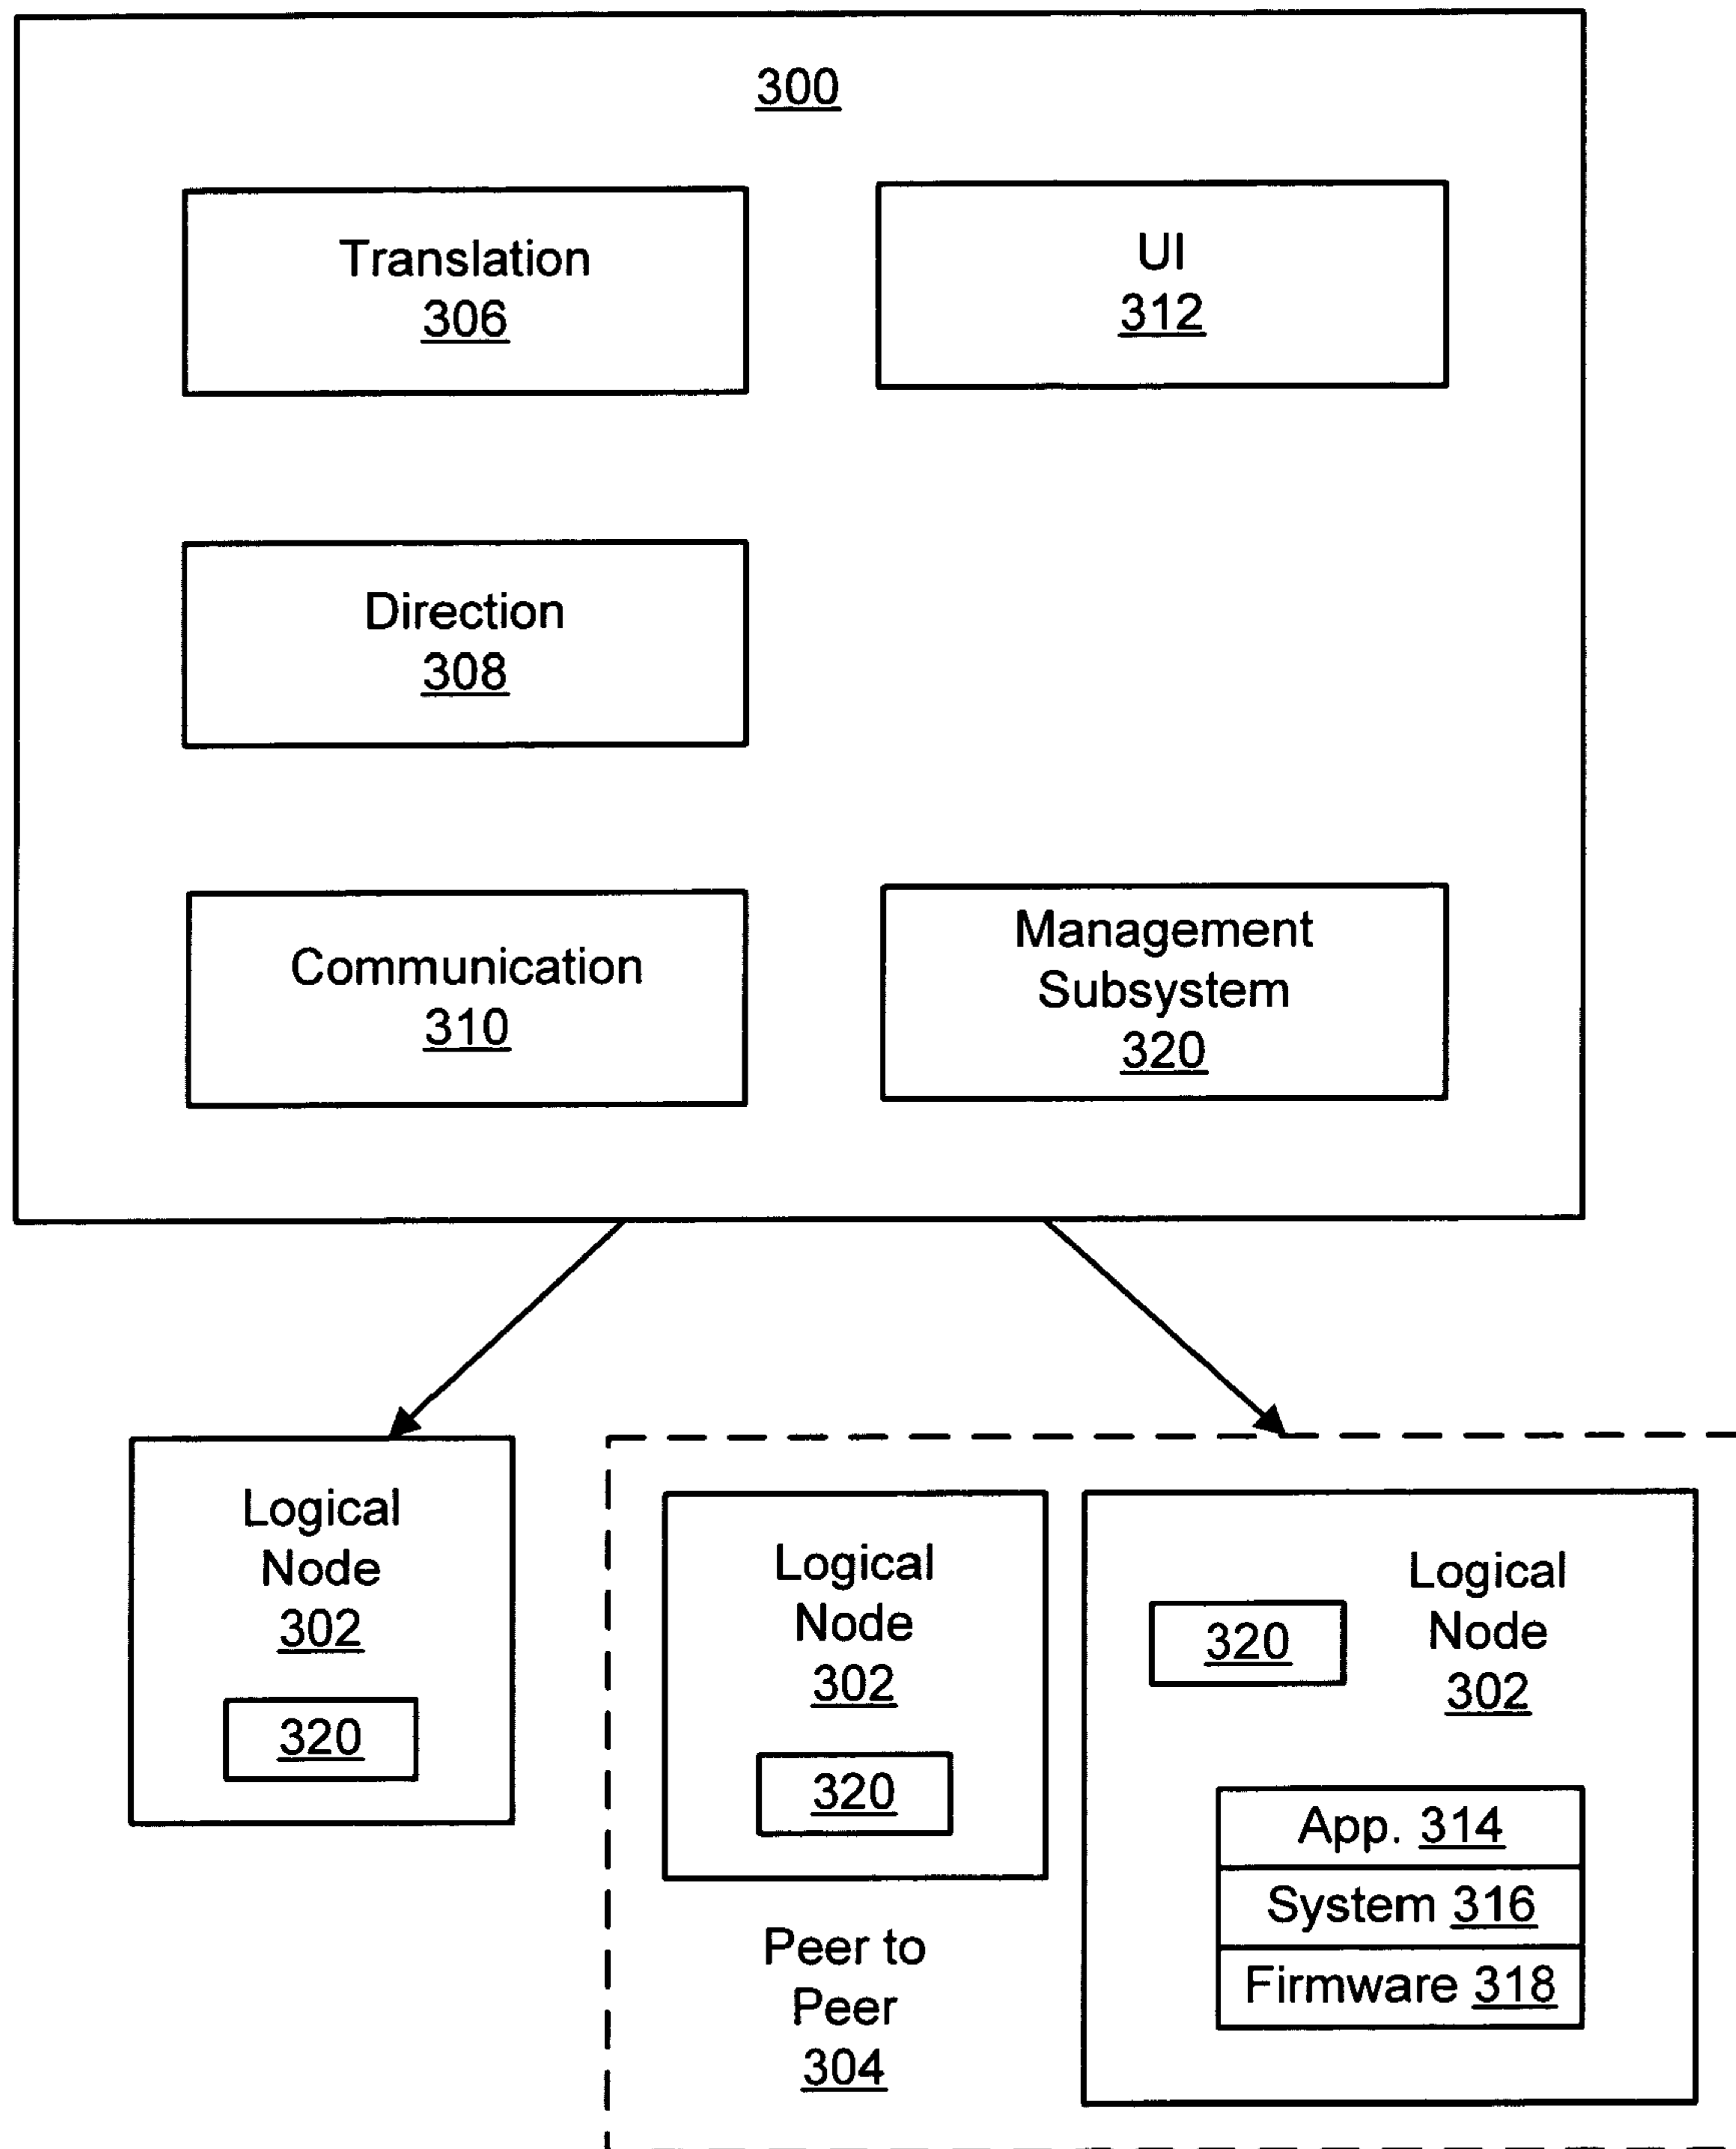 300
Translation
306
UI
312
Direction
308
Communication
310
Management
Subsystem
320
Logical
Node
302
320
Logical
Node
302
320
Peer to
Peer
304
Logical
Node
302
320
App. 314
System 316
Firmware 318